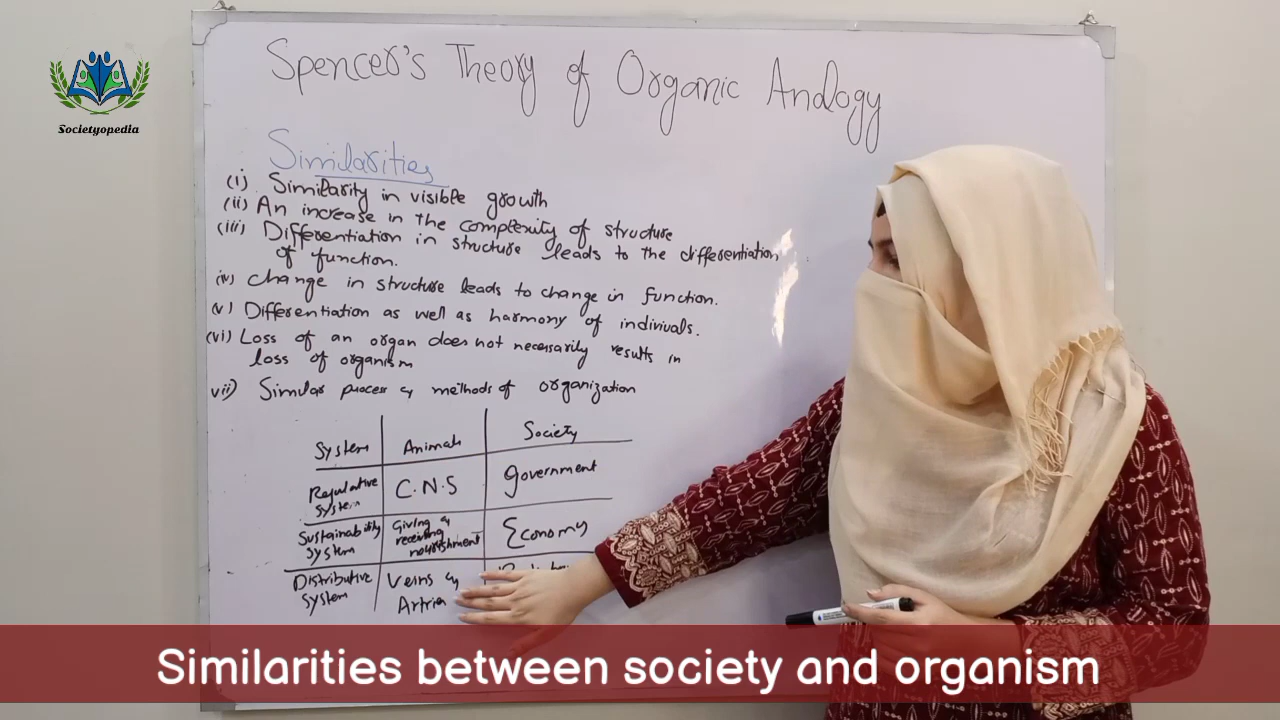 Societyopedia
Spencer's Theory of Organic Analogy
Similarities
(i) Similarity in visible growth
(ii) An increase in the complexity of structure
(iii) Differentiation in structure leads to the differentiation
of function.
(iv) Change in structure leads to change in function.
(v) Differentiation as well as harmony of indivivals.
(vi) Loss of an organ does not necessarily results in
loss of organism
vii) Similar process & methods of organization
System Animals Society
Regulative System C.N.S Government
Sustainability System Giving & receiving nourishment Economy
Distributive System Veins &
Similarities between society and organism